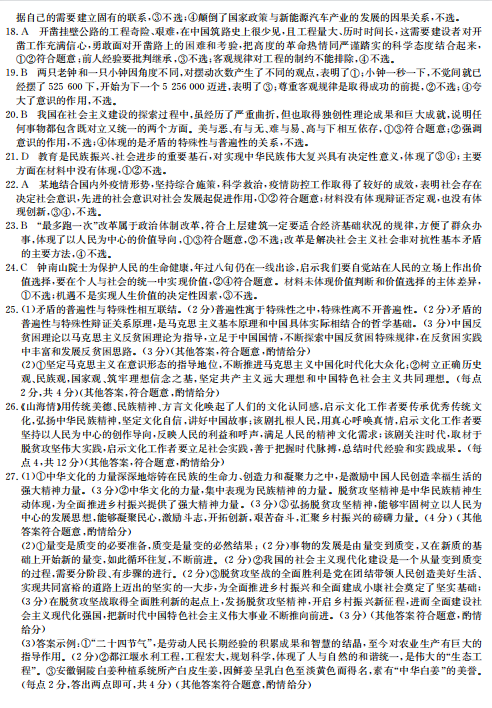 据自己的需要建立固有的联系,③不选;④颠倒了国家政策与新能源汽车产业的发展的因果关系,不选。
18. A 开凿挂壁公路的工程奇险、艰难,在中国筑路史上很少见,且工程量大、历时时间长,这需要建设者对开
凿工作充满信心,勇敢面对开凿路上的困难和考验,把高度的革命热情同严谨踏实的科学态度结合起来,
①②符合题意;前人经验要批判继承,③不选;客观规律对工程的制约不能排除,④不选。
19. B 两只老钟和一只小钟因角度不同,对摆动次数产生了不同的观点,表明了①;小钟一秒一下,不觉间就已
经摆了 525 600 下,开始为下一个 5 256 000 迈进,表明了③;尊重客观规律是取得成功的前提,②不选;④夸
大了意识的作用,不选。
20. B 我国在社会主义建设的探索过程中,虽经历了严重曲折,但也取得独创性理论成果和巨大成就,说明任
何事物都包含既对立又统一的两个方面。美与恶、有与无、难与易、高与下相互依存,①③符合题意;②强调
意识的作用,不选;④体现的是矛盾的特殊性与普遍性的关系,不选。
21. D 教育是民族振兴、社会进步的重要基石,对实现中华民族伟大复兴具有决定性意义,体现了③④;主要
方面在材料中没有体现,①②不选。
22. A 某地结合国内外疫情形势,坚持综合施策,科学救治,疫情防控工作取得了较好的成效,表明社会存在
决定社会意识,先进的社会意识对社会发展起促进作用,①②符合题意;材料没有体现辩证否定观,也没有体
现创新,③④,不选。
23. B “最多跑一次”改革属于政治体制改革,符合上层建筑一定要适合经济基础状况的规律,方便了群众办
事,体现了以人民为中心的价值导向,①③符合题意,②不选;改革是解决社会主义社会非对抗性基本矛盾
的主要方法,④不选。
24. C 钟南山院士为保护人民的生命健康,年过八旬仍在一线出诊,启示我们要自觉站在人民的立场上作出价
值选择,要在个人与社会的统一中实现价值,②④符合题意。材料未体现价值判断和价值选择的主体差异,
①不选;机遇不是实现人生价值的决定性因素,③不选。
25. (1)矛盾的普遍性与特殊性相互联结。(2 分)普遍性寓于特殊性之中,特殊性离不开普遍性。(2 分)矛盾的
普遍性与特殊性辩证关系原理,是马克思主义基本原理和中国具体实际相结合的哲学基础。(3 分)中国反
贫困理论以马克思主义反贫困理论为指导,立足于中国国情,不断探索中国反贫困特殊规律,在反贫困实践
中丰富和发展反贫困思路。(3 分)(其他答案,符合题意,酌情给分)
(2)①坚定马克思主义在意识形态的指导地位,不断推进马克思主义中国化时代化大众化;②树立正确历史
观、民族观、国家观,筑牢理想信念之基,坚定共产主义远大理想和中国特色社会主义共同理想。(每点
2 分,共 4 分)(其他答案,符合题意,酌情给分)
26.《山海情》用传统美德、民族精神、方言文化唤起了人们的文化认同感,启示文化工作者要传承优秀传统文
化,弘扬中华民族精神,坚定文化自信,讲好中国故事;该剧扎根人民,用真心呼唤真情,启示文化工作者要
坚持以人民为中心的创作导向,反映人民的利益和呼声,满足人民的精神文化需求;该剧关注时代,取材于
脱贫攻坚伟大实践,启示文化工作者要立足社会实践,善于把握时代脉搏,总结时代经验和实践成果。(每
点 4,共 12 分)(其他答案,符合题意,酌情给分)
27. (1)①中华文化的力量深深地熔铸在民族的生命力、创造力和凝聚力之中,是激励中国人民创造幸福生活的
强大精神力量。(3 分)②中华文化的力量,集中表现为民族精神的力量。脱贫攻坚精神是中华民族精神生
动体现,为全面推进乡村振兴提供了强大精神力量。(3 分)③弘扬脱贫攻坚精神,能够牢固树立以人民为
中心的发展思想,能够凝聚民心,激励斗志,开拓创新,艰苦奋斗,汇聚乡村振兴的磅礴力量。(4 分)(其他
答案符合题意,酌情给分)
(2)①量变是质变的必要准备,质变是量变的必然结果;(2 分)事物的发展是由量变到质变,又在新质的基
础上开始新的量变,如此循环往复,不断前进。(2 分)②我国的社会主义现代化建设是一个从量变到质变
的过程,需要分阶段、有步骤的进行。(2 分)③脱贫攻坚战的全面胜利是党在团结带领人民创造美好生活、
实现共同富裕的道路上迈出的坚实的一大步,为全面推进乡村振兴和全面建成小康社会奠定了坚实基础;
(3 分)在脱贫攻坚战取得全面胜利新的起点上,发扬脱贫攻坚精神,开启乡村振兴新征程,进而全面建设社
会主义现代化强国,把新时代中国特色社会主义伟大事业不断推向前进。(3 分)(其他答案符合题意,酌情
给分)
(3)答案示例:①“二十四节气”,是劳动人民长期经验的积累成果和智慧的结晶,至今对农业生产有巨大的
指导作用。(2 分)②都江堰水利工程,工程宏大,规划科学,体现了人与自然的和谐统一,是伟大的“生态工
程”。③安徽铜陵白姜种植系统所产白皮生姜,因鲜姜呈乳白色至淡黄色而得名,素有“中华白姜”的美誉。
(每点 2 分,答出两点即可,共 4 分)(其他答案符合题意,酌情给分)